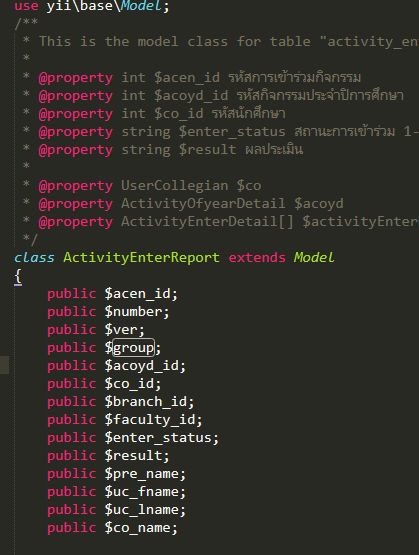 use yii\base\Model;
/**
 * This is the model class for table "activity_en
 *
 * @property int $acen_id รหัสการเข้าร่วมกิจกรรม
 * @property int $acoyd_id รหัสกิจกรรมประจำปีการศึกษา
 * @property int $co_id รหัสนักศึกษา
 * @property string $enter_status สถานะการเข้าร่วม 1-
 * @property string $result ผลประเมิน
 *
 * @property UserCollegian $co
 * @property ActivityOfyearDetail $acoyd
 * @property ActivityEnterDetail[] $activityEnter
 */
class ActivityEnterReport extends Model
{
    public $acen_id;
    public $number;
    public $ver;
    public $group;
    public $acoyd_id;
    public $co_id;
    public $branch_id;
    public $faculty_id;
    public $enter_status;
    public $result;
    public $pre_name;
    public $uc_fname;
    public $uc_lname;
    public $co_name;